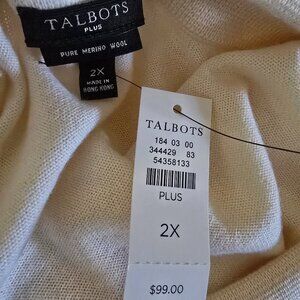 TALBOTS
PLUS
PURE MERINO WOOL
2X
MADE IN
HONG KONG
TALBOTS
184 03 00
344429 83
54358133
PLUS
2X
$99.00